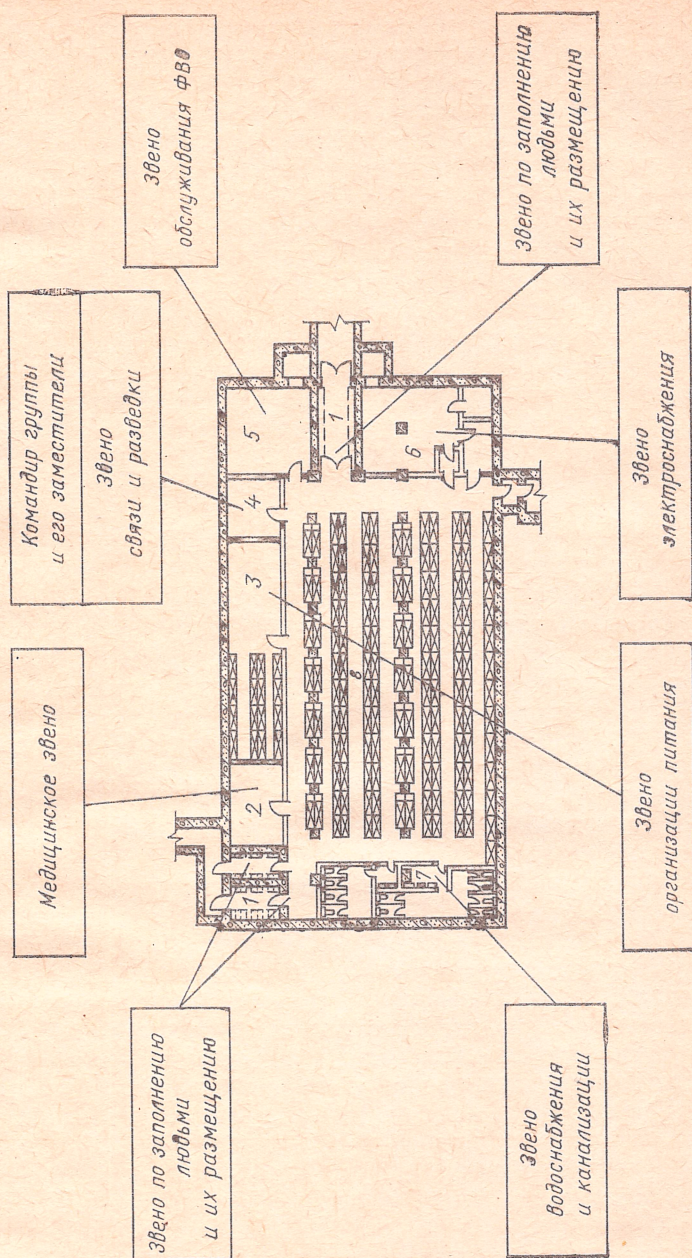 Звено по заполнению
людьми
и их размещению
Медицинское звено
Командир группы
и его заместители
Звено
связи и разведки
Звено
обслуживания ФВО
1
2
3
4
5
1
6
7
8
Звено
водоснабжения
и канализации
Звено
организации питания
Звено
электроснабжения
Звено по заполнению
людьми
и их размещению